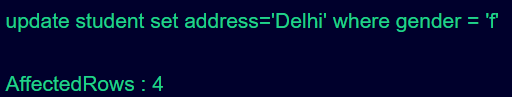 update student set address='Delhi' where gender = 'f'
AffectedRows : 4